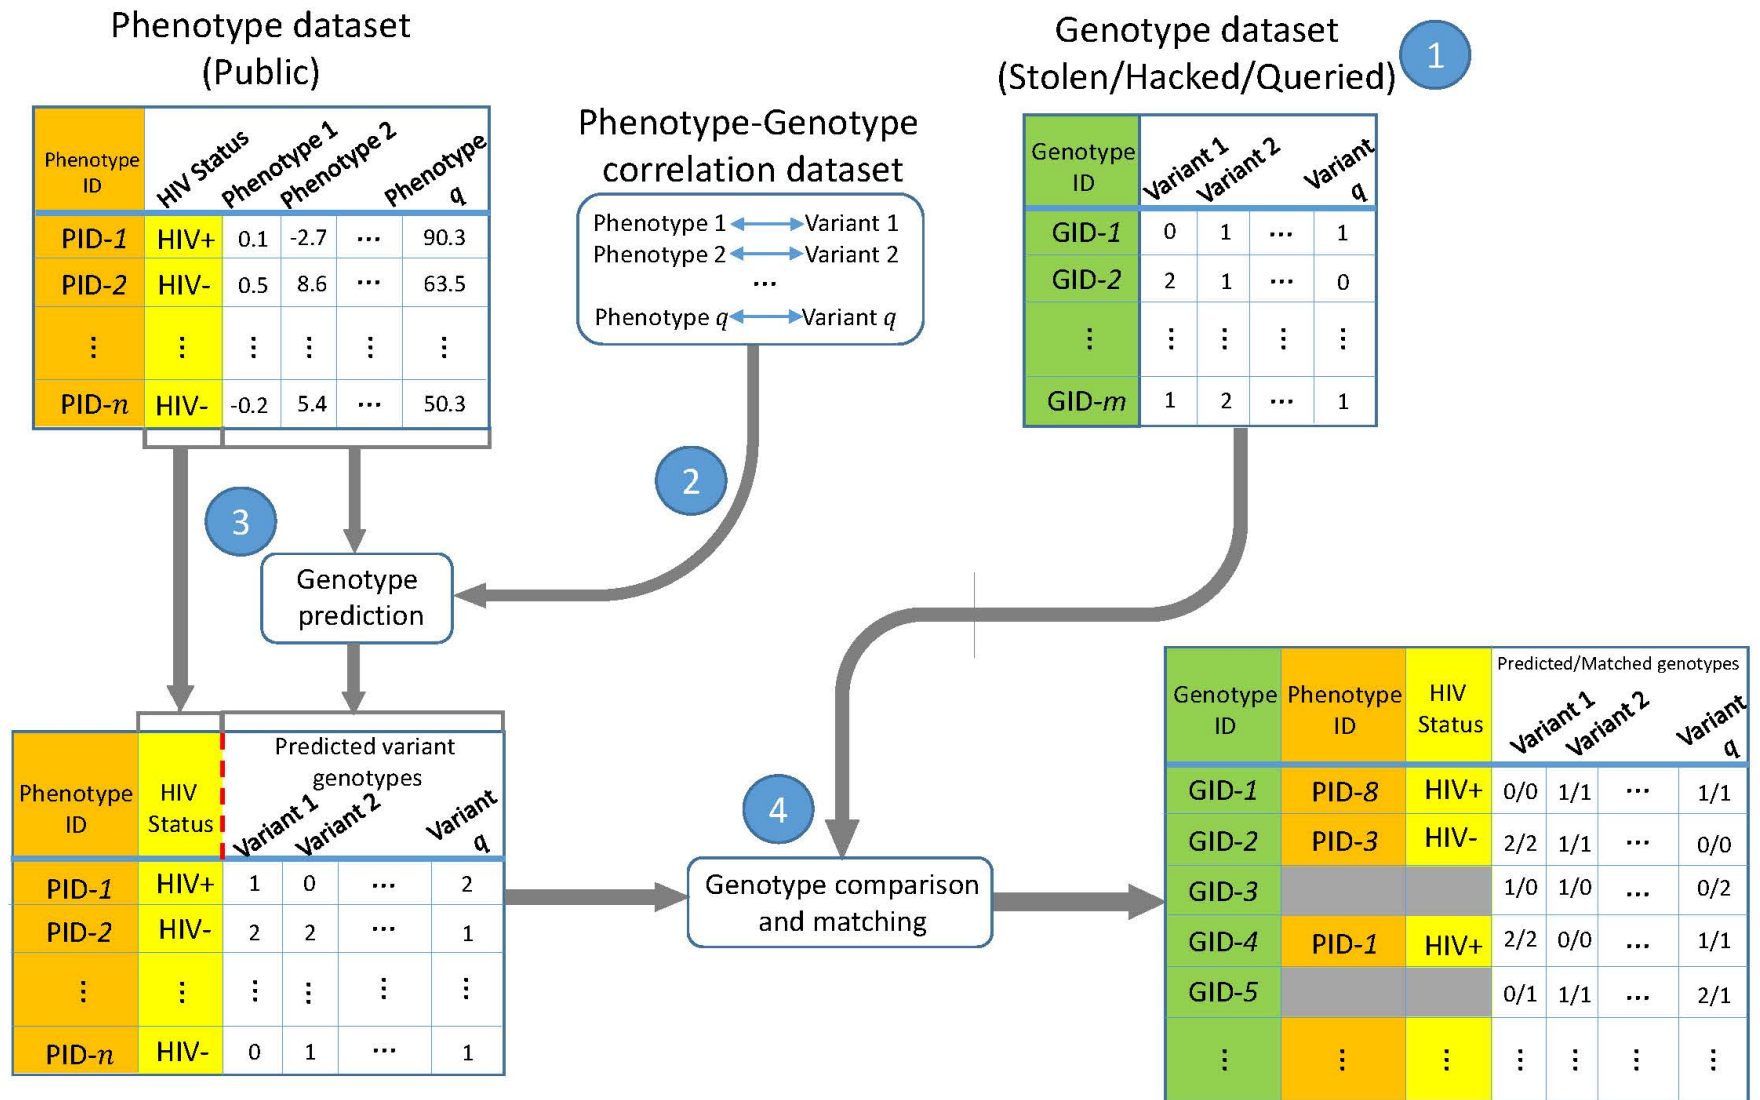 Phenotype dataset
(Public)
Phenotype ID
HIV Status
Phenotype 1
Phenotype 2
Phenotype q
PID-1 HIV+ 0.1 -2.7 ... 90.3
PID-2 HIV- 0.5 8.6 ... 63.5
⋮ ⋮ ⋮ ⋮ ⋮ ⋮
PID-n HIV- -0.2 5.4 ... 50.3
Phenotype-Genotype
correlation dataset
Phenotype 1 Variant 1
Phenotype 2 Variant 2
...
Phenotype q Variant q
Genotype dataset
(Stolen/Hacked/Queried)
1
Genotype ID
Variant 1
Variant 2
Variant q
GID-1 0 1 ... 1
GID-2 2 1 ... 0
⋮ ⋮ ⋮ ⋮ ⋮
GID-m 1 2 ... 1
2
3
Genotype
prediction
Phenotype ID
HIV Status
Predicted variant
genotypes
Variant 1
Variant 2
Variant q
PID-1 HIV+ 1 0 ... 2
PID-2 HIV- 2 2 ... 1
⋮ ⋮ ⋮ ⋮ ⋮ ⋮
PID-n HIV- 0 1 ... 1
4
Genotype comparison
and matching
Genotype ID
Phenotype ID
HIV Status
Predicted/Matched genotypes
Variant 1
Variant 2
Variant q
GID-1 PID-8 HIV+ 0/0 1/1 ... 1/1
GID-2 PID-3 HIV- 2/2 1/1 ... 0/0
GID-3 1/0 1/0 ... 0/2
GID-4 PID-1 HIV+ 2/2 0/0 ... 1/1
GID-5 0/1 1/1 ... 2/1
⋮ ⋮ ⋮ ⋮ ⋮ ⋮ ⋮